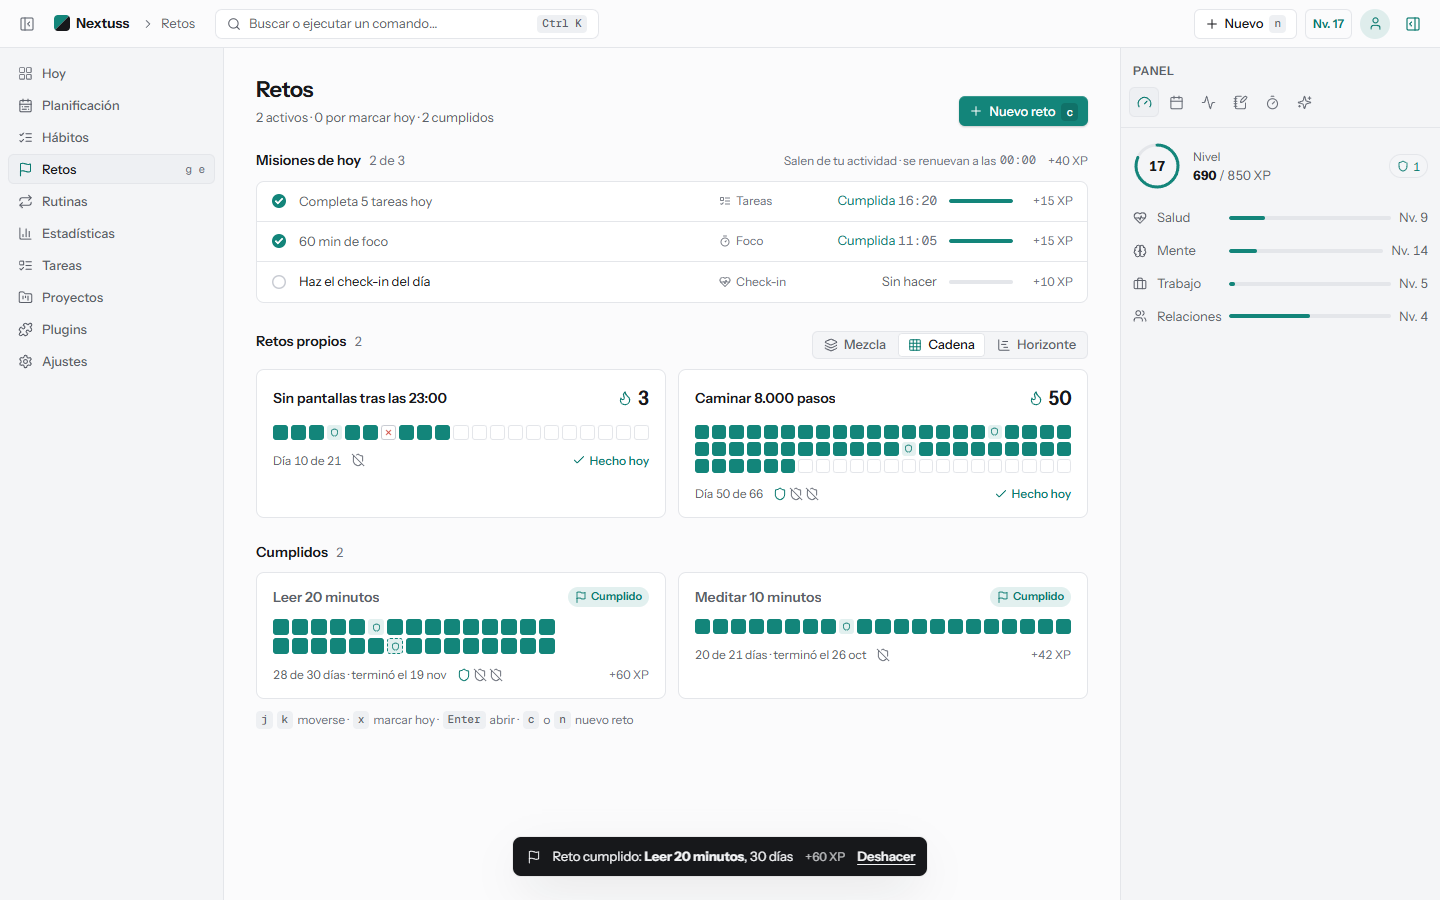 Nextuss
Retos
Buscar o ejecutar un comando...
Ctrl K
Nuevo n
Nv. 17
Hoy
Planificación
Hábitos
Retos g e
Rutinas
Estadísticas
Tareas
Proyectos
Plugins
Ajustes
Retos
2 activos · 0 por marcar hoy · 2 cumplidos
Nuevo reto c
Misiones de hoy 2 de 3
Salen de tu actividad · se renuevan a las 00:00 +40 XP
Completa 5 tareas hoy Tareas Cumplida 16:20 +15 XP
60 min de foco Foco Cumplida 11:05 +15 XP
Haz el check-in del día Check-in Sin hacer +10 XP
Retos propios 2
Mezcla Cadena Horizonte
Sin pantallas tras las 23:00 3
Día 10 de 21 Hecho hoy
Caminar 8.000 pasos 50
Día 50 de 66 Hecho hoy
Cumplidos 2
Leer 20 minutos Cumplido
28 de 30 días · terminó el 19 nov +60 XP
Meditar 10 minutos Cumplido
20 de 21 días · terminó el 26 oct +42 XP
j k moverse · x marcar hoy · Enter abrir · c o n nuevo reto
Reto cumplido: Leer 20 minutos, 30 días +60 XP Deshacer
PANEL
17
Nivel
690 / 850 XP
1
Salud Nv. 9
Mente Nv. 14
Trabajo Nv. 5
Relaciones Nv. 4